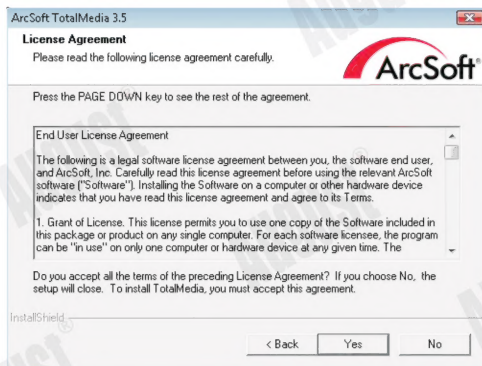 ArcSoft TotalMedia 3.5
License Agreement
Please read the following license agreement carefully.
ArcSoft®
Press the PAGE DOWN key to see the rest of the agreement.
End User License Agreement
The following is a legal software license agreement between you, the software end user,
and ArcSoft, Inc. Carefully read this license agreement before using the relevant ArcSoft
software ("Software"). Installing the Software on a computer or other hardware device
indicates that you have read this license agreement and agree to its Terms.
1. Grant of License. This license permits you to use one copy of the Software included in
this package or product on any single computer. For each software licensee, the program
can be "in use" on only one computer or hardware device at any given time. The
Do you accept all the terms of the preceding License Agreement? If you choose No, the
setup will close. To install TotalMedia, you must accept this agreement.
InstallShield
< Back
Yes
No
August